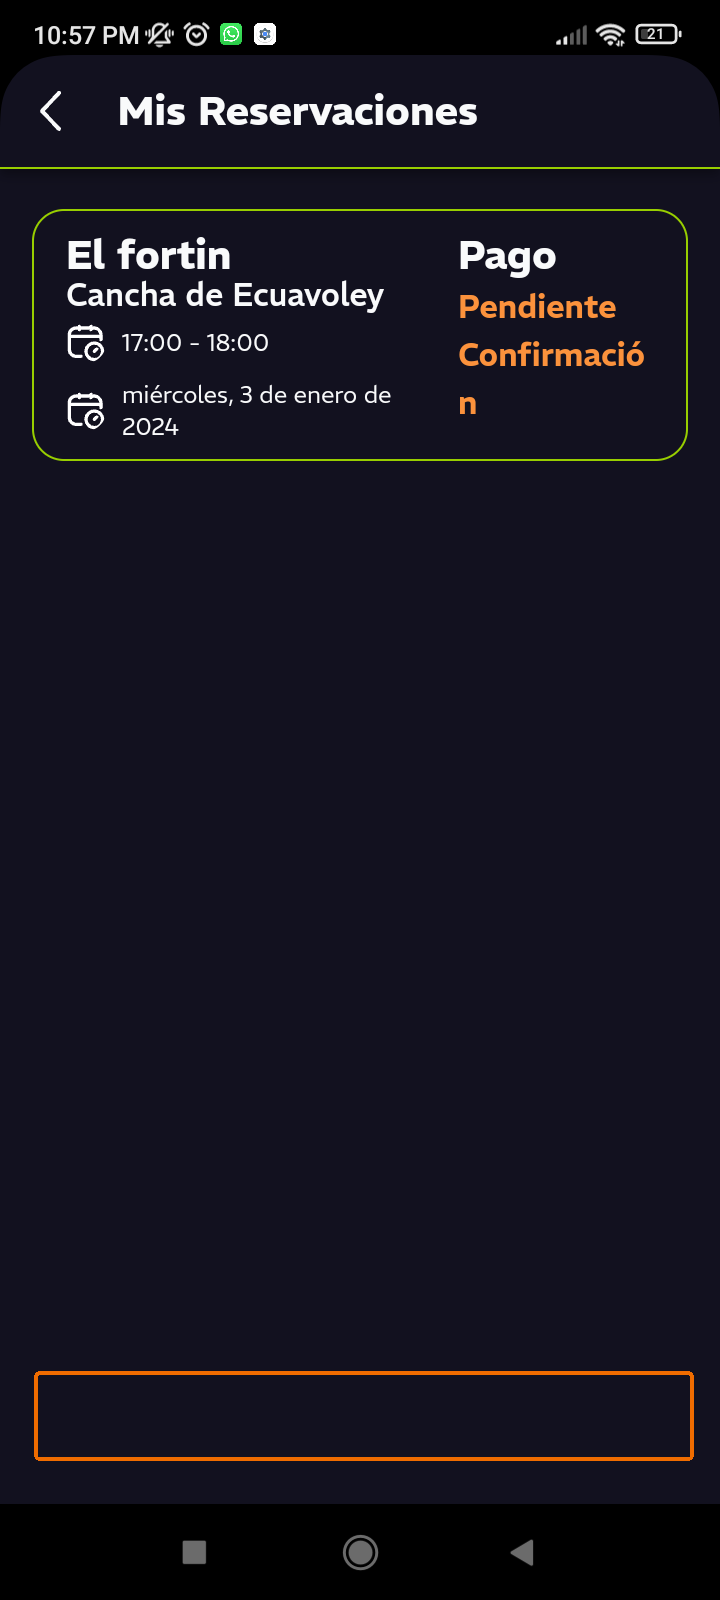 10:57 PM
21
Mis Reservaciones
El fortin
Cancha de Ecuavoley
17:00 - 18:00
miércoles, 3 de enero de
2024
Pago
Pendiente
Confirmació
n